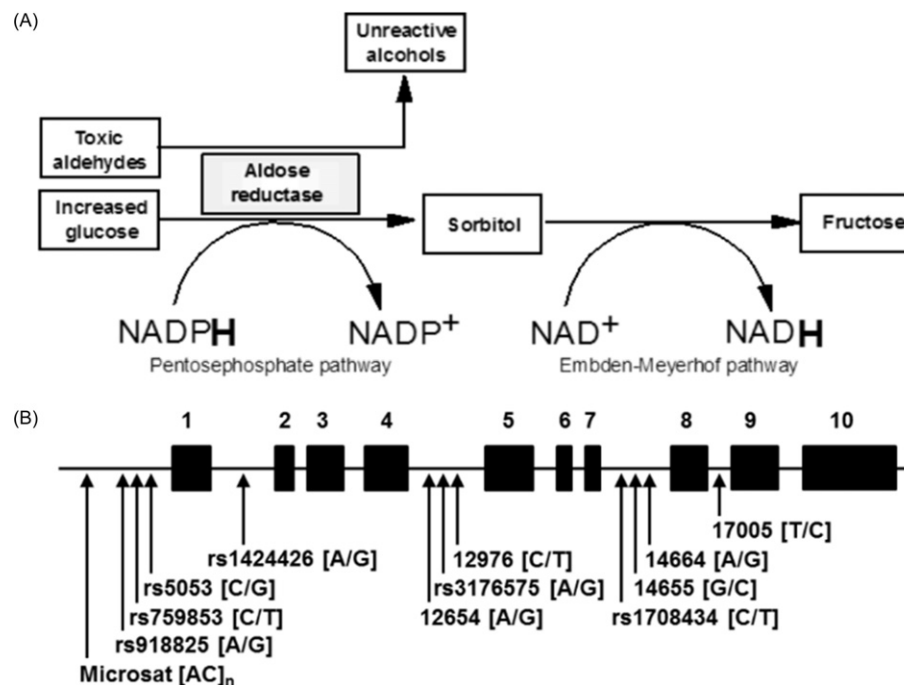 (A)
Unreactive
alcohols
Toxic
aldehydes
Aldose
reductase
Increased
glucose
Sorbitol
Fructose
NADPH
NADP+
NAD+
NADH
Pentosephosphate pathway
Embden-Meyerhof pathway
(B)
1 2 3 4 5 6 7 8 9 10
17005 [T/C]
rs1424426 [A/G]
12976 [C/T]
14664 [A/G]
rs5053 [C/G]
rs3176575 [A/G]
14655 [G/C]
rs759853 [C/T]
12654 [A/G]
rs1708434 [C/T]
rs918825 [A/G]
Microsat [AC]n